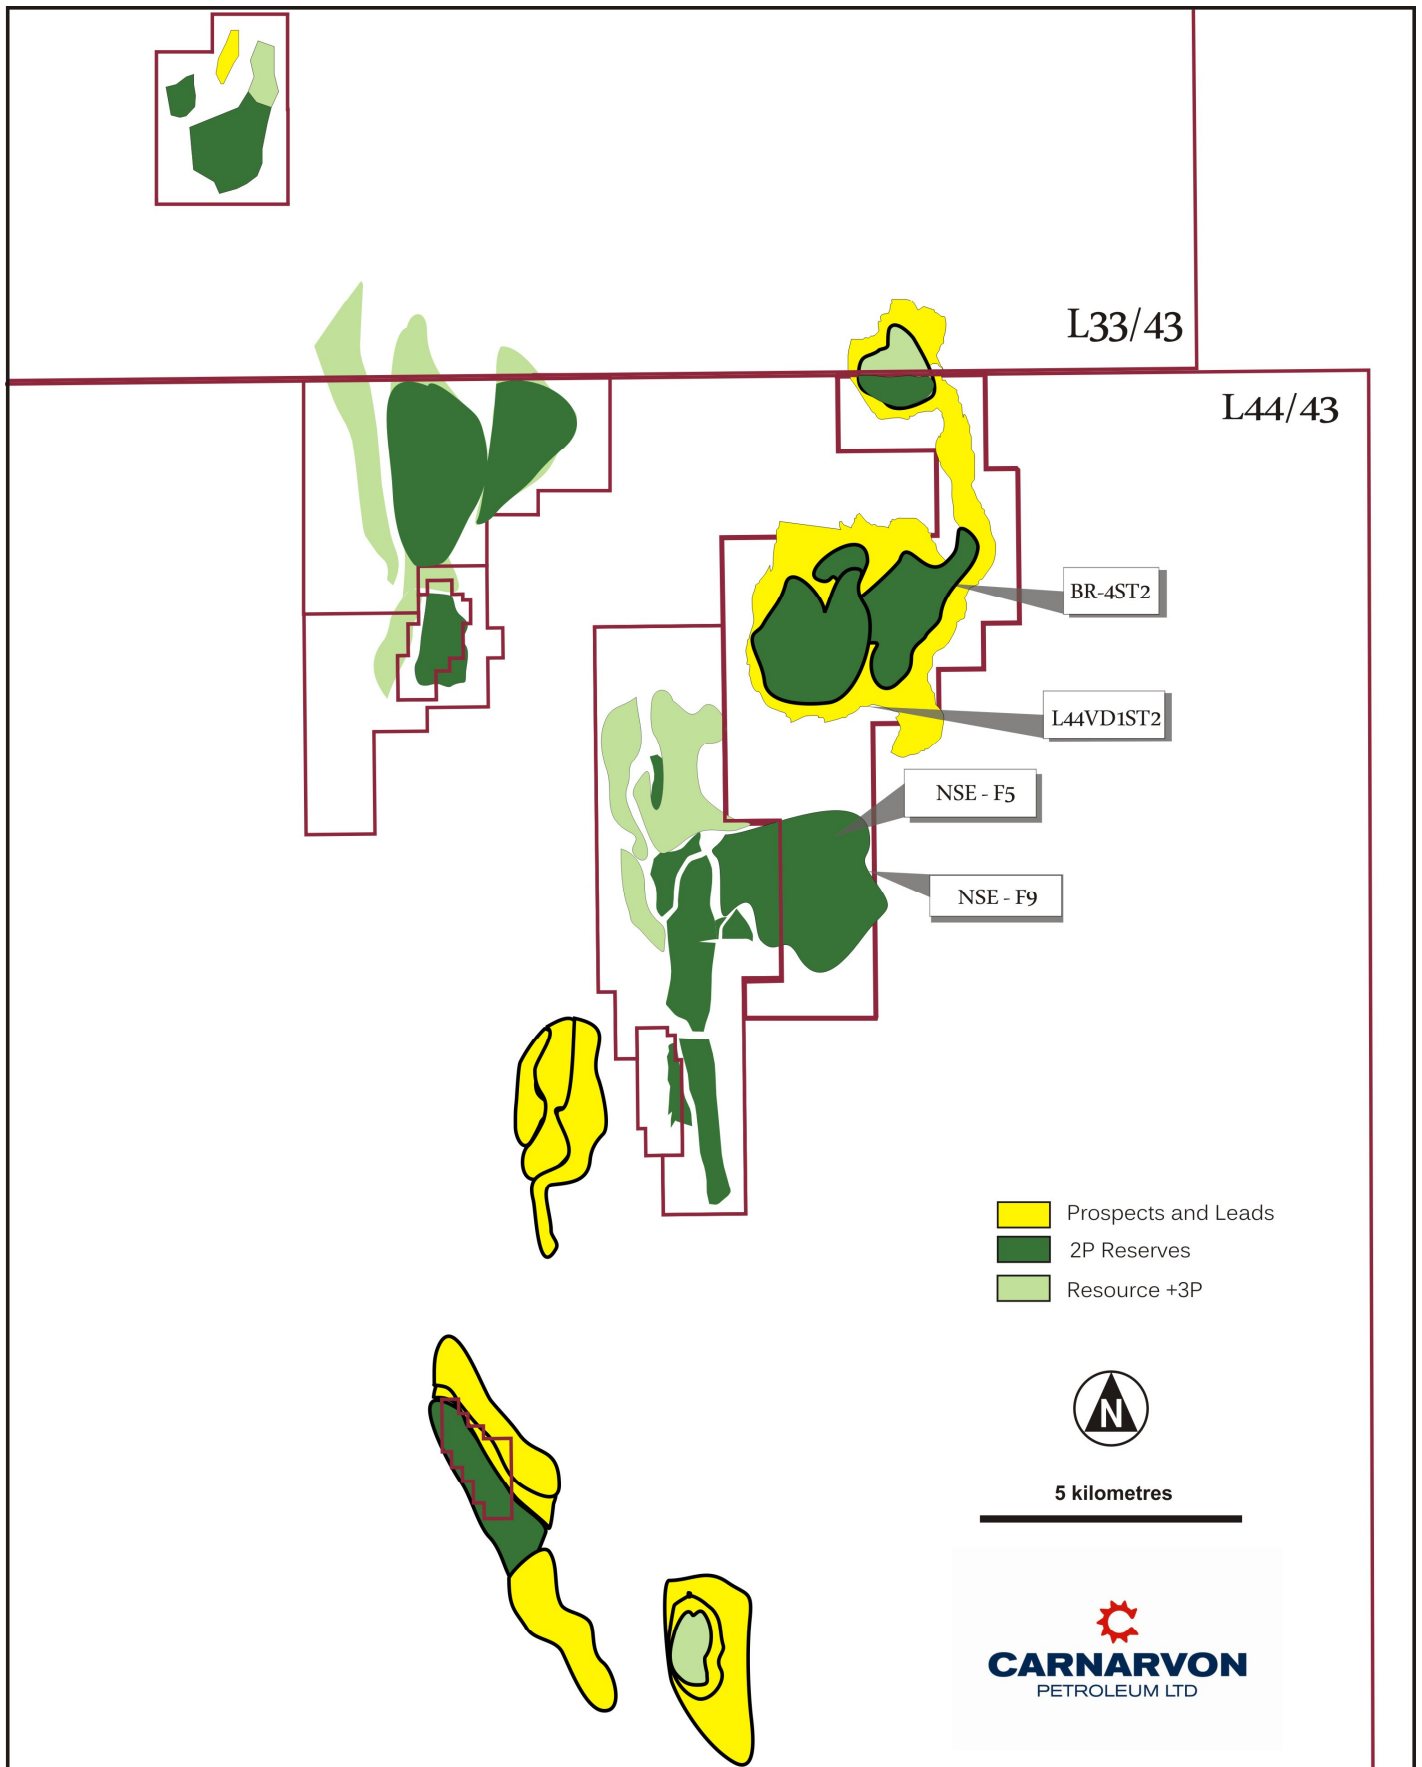 L33/43
L44/43
BR-4ST2
L44VD1ST2
NSE - F5
NSE - F9
Prospects and Leads
2P Reserves
Resource +3P
N
5 kilometres
CARNARVON
PETROLEUM LTD